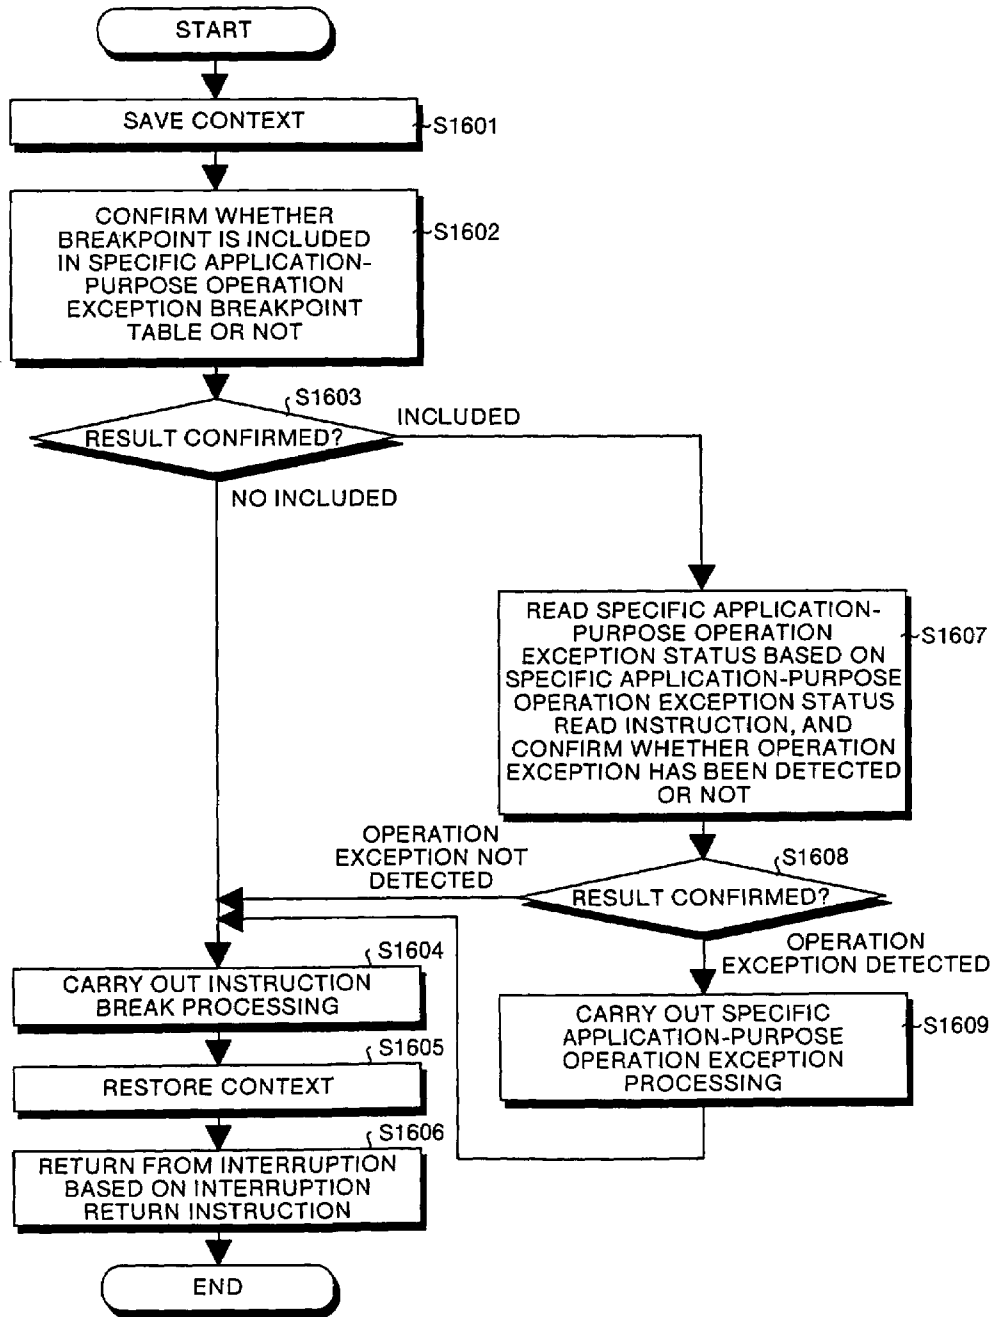 START
SAVE CONTEXT
S1601
CONFIRM WHETHER
BREAKPOINT IS INCLUDED
IN SPECIFIC APPLICATION-
PURPOSE OPERATION
EXCEPTION BREAKPOINT
TABLE OR NOT
S1602
S1603
RESULT CONFIRMED?
INCLUDED
NO INCLUDED
READ SPECIFIC APPLICATION-
PURPOSE OPERATION
EXCEPTION STATUS BASED ON
SPECIFIC APPLICATION-PURPOSE
OPERATION EXCEPTION STATUS
READ INSTRUCTION, AND
CONFIRM WHETHER OPERATION
EXCEPTION HAS BEEN DETECTED
OR NOT
S1607
OPERATION
EXCEPTION NOT
DETECTED
S1608
RESULT CONFIRMED?
OPERATION
EXCEPTION DETECTED
S1604
CARRY OUT INSTRUCTION
BREAK PROCESSING
CARRY OUT SPECIFIC
APPLICATION-PURPOSE
OPERATION EXCEPTION
PROCESSING
S1609
S1605
RESTORE CONTEXT
S1606
RETURN FROM INTERRUPTION
BASED ON INTERRUPTION
RETURN INSTRUCTION
END